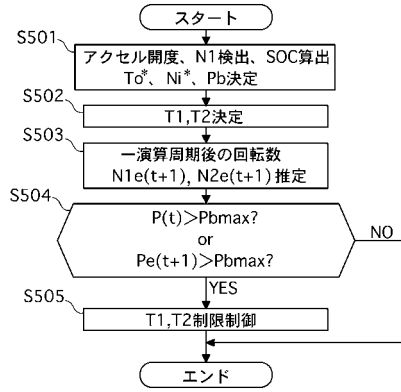 スタート
S501
アクセル開度、N1検出、SOC算出
To*、Ni*、Pb決定
S502
T1,T2決定
S503
一演算周期後の回転数
N1e(t+1), N2e(t+1)推定
S504
P(t)>Pbmax?
or
Pe(t+1)>Pbmax?
NO
YES
S505
T1,T2制限制御
エンド